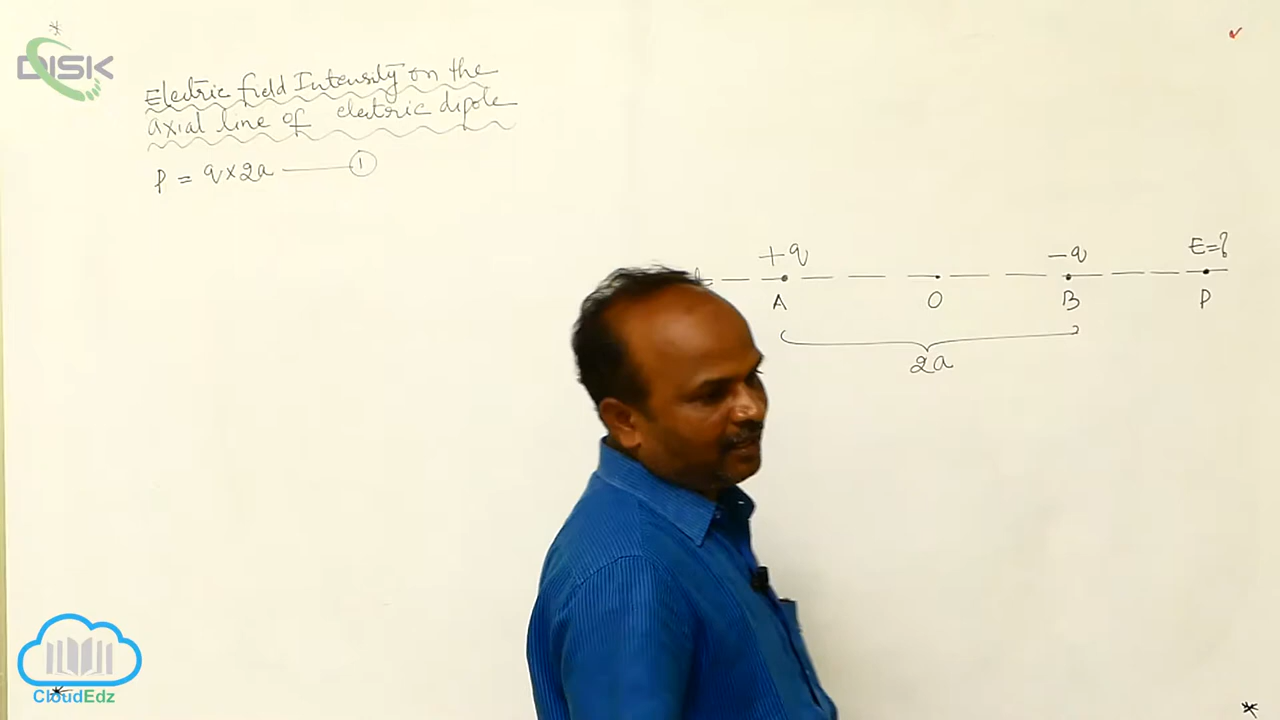 DISK
Electric field Intensity on the
axial line of electric dipole
P = q × 2a ——— ①
+q -q E=?
A O B P
2a
CloudEdz